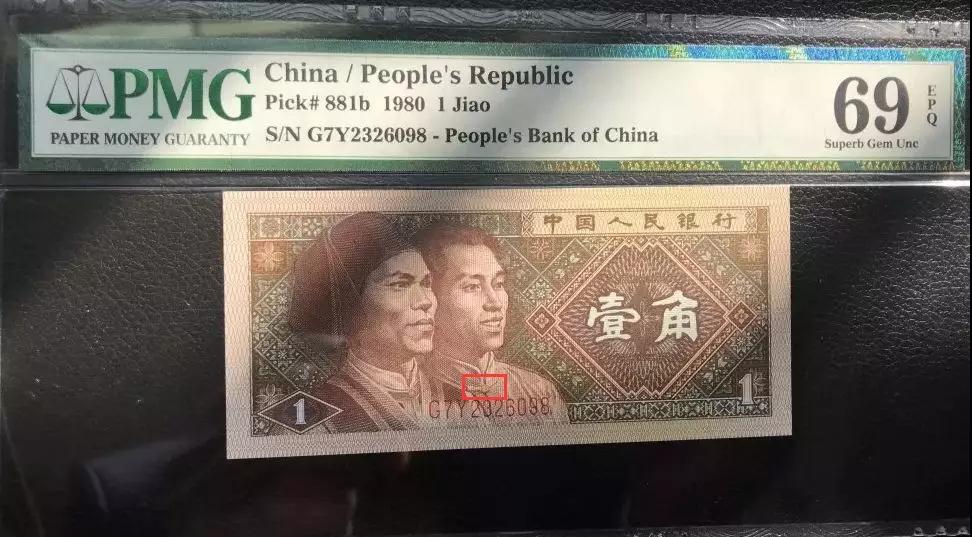 PMG
PAPER MONEY GUARANTY
China / People's Republic
Pick# 881b 1980 1 Jiao
S/N G7Y2326098 - People's Bank of China
69
EPQ
Superb Gem Unc
中国人民银行
壹角
1
G7Y2326098
1